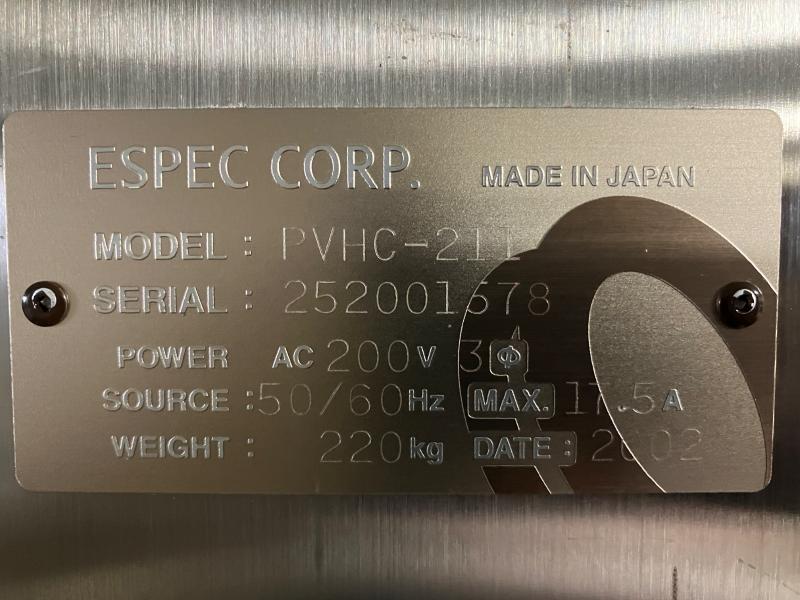 ESPEC CORP. MADE IN JAPAN
MODEL : PVHC-211
SERIAL : 252001578
POWER AC 200V 3Φ
SOURCE :50/60Hz MAX. 17.5A
WEIGHT : 220kg DATE : 2002